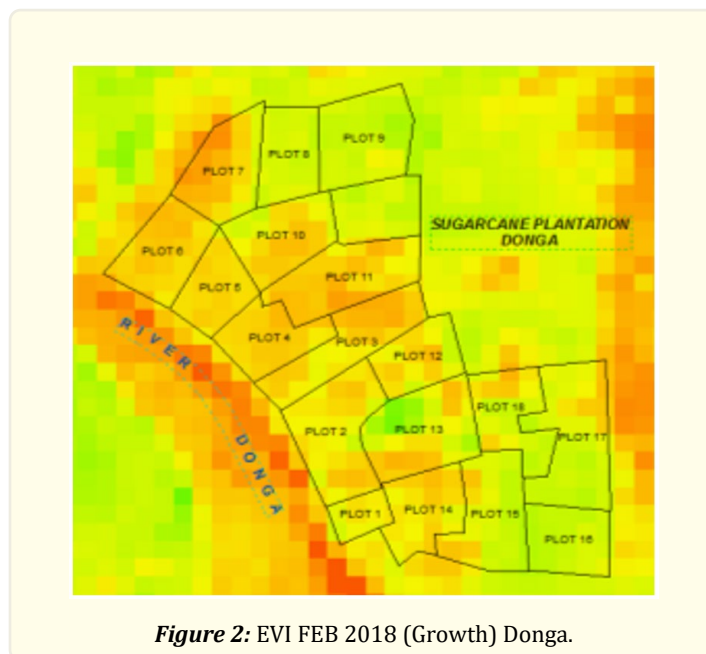 PLOT 9
PLOT 8
PLOT 7
SUGARCANE PLANTATION
DONGA
PLOT 10
PLOT 6
PLOT 11
PLOT 5
RIVER DONGA
PLOT 4
PLOT 3
PLOT 12
PLOT 18
PLOT 2
PLOT 13
PLOT 17
PLOT 1
PLOT 14
PLOT 15
PLOT 16
Figure 2: EVI FEB 2018 (Growth) Donga.